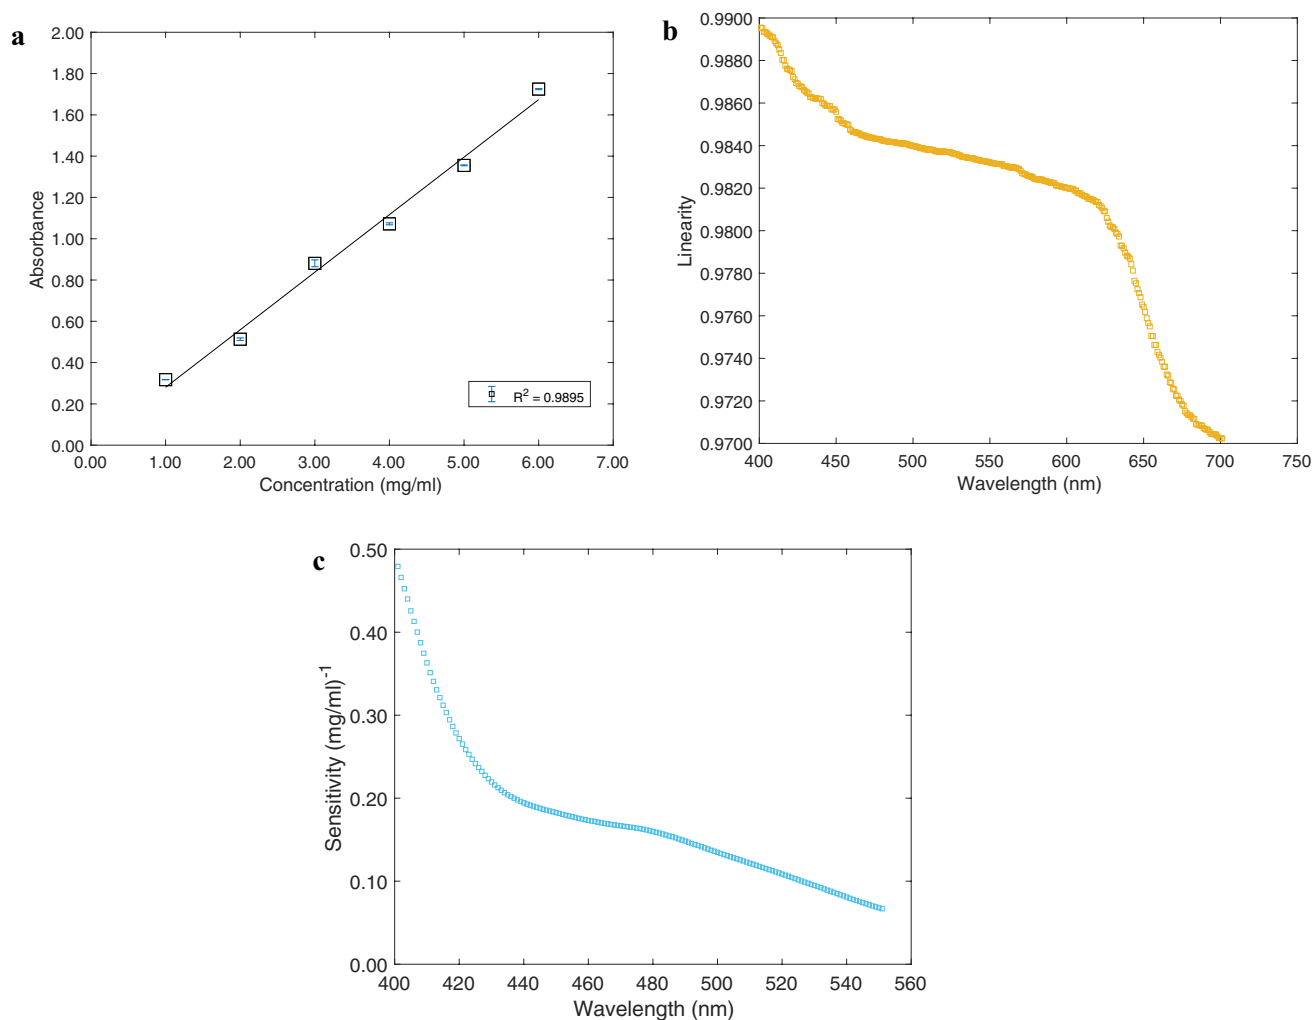 a
2.00
1.80
1.60
1.40
1.20
1.00
0.80
0.60
0.40
0.20
0.00
Absorbance
0.00 1.00 2.00 3.00 4.00 5.00 6.00 7.00
Concentration (mg/ml)
R² = 0.9895
b
0.9900
0.9880
0.9860
0.9840
0.9820
0.9800
0.9780
0.9760
0.9740
0.9720
0.9700
Linearity
400 450 500 550 600 650 700 750
Wavelength (nm)
c
0.50
0.40
0.30
0.20
0.10
0.00
Sensitivity (mg/ml)⁻¹
400 420 440 460 480 500 520 540 560
Wavelength (nm)